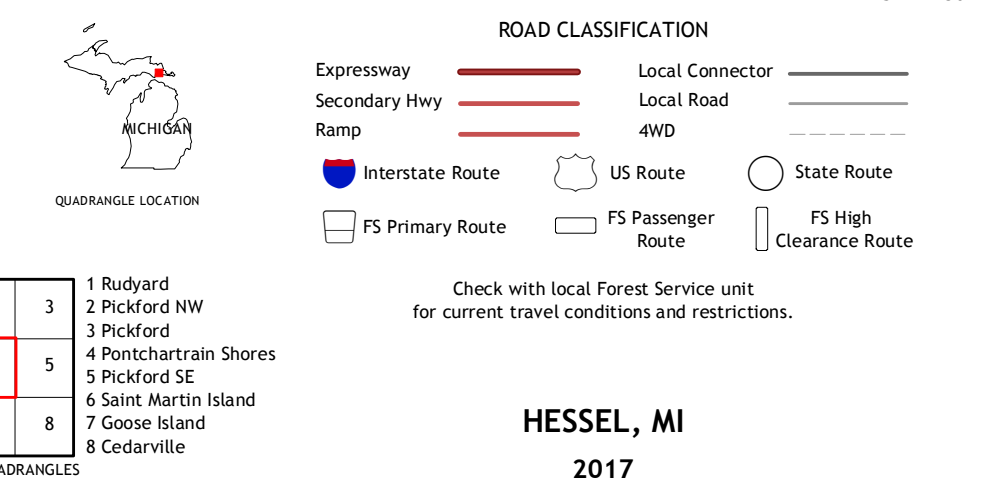 ROAD CLASSIFICATION
Expressway
Local Connector
Secondary Hwy
Local Road
Ramp
4WD
Interstate Route
US Route
State Route
FS Primary Route
FS Passenger
Route
FS High
Clearance Route
Check with local Forest Service unit
for current travel conditions and restrictions.
MICHIGAN
QUADRANGLE LOCATION
3
5
8
1 Rudyard
2 Pickford NW
3 Pickford
4 Pontchartrain Shores
5 Pickford SE
6 Saint Martin Island
7 Goose Island
8 Cedarville
ADRANGLES
HESSEL, MI
2017